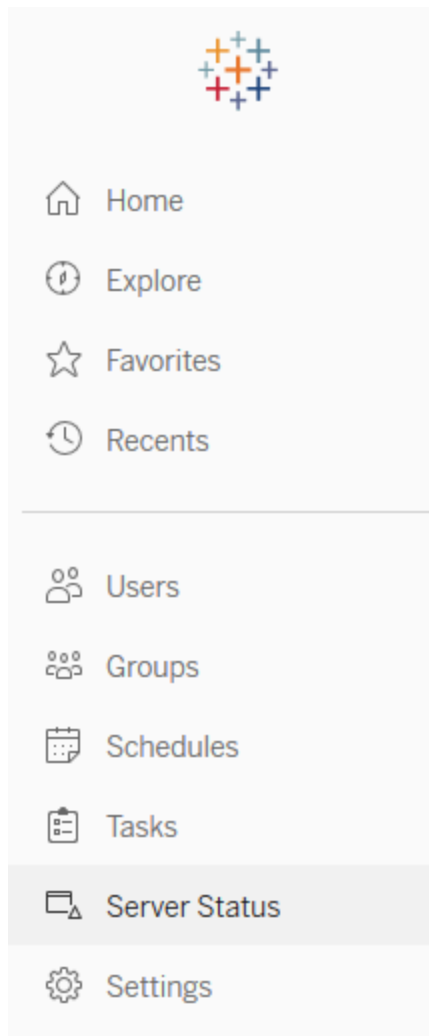 Home
Explore
Favorites
Recents
Users
Groups
Schedules
Tasks
Server Status
Settings